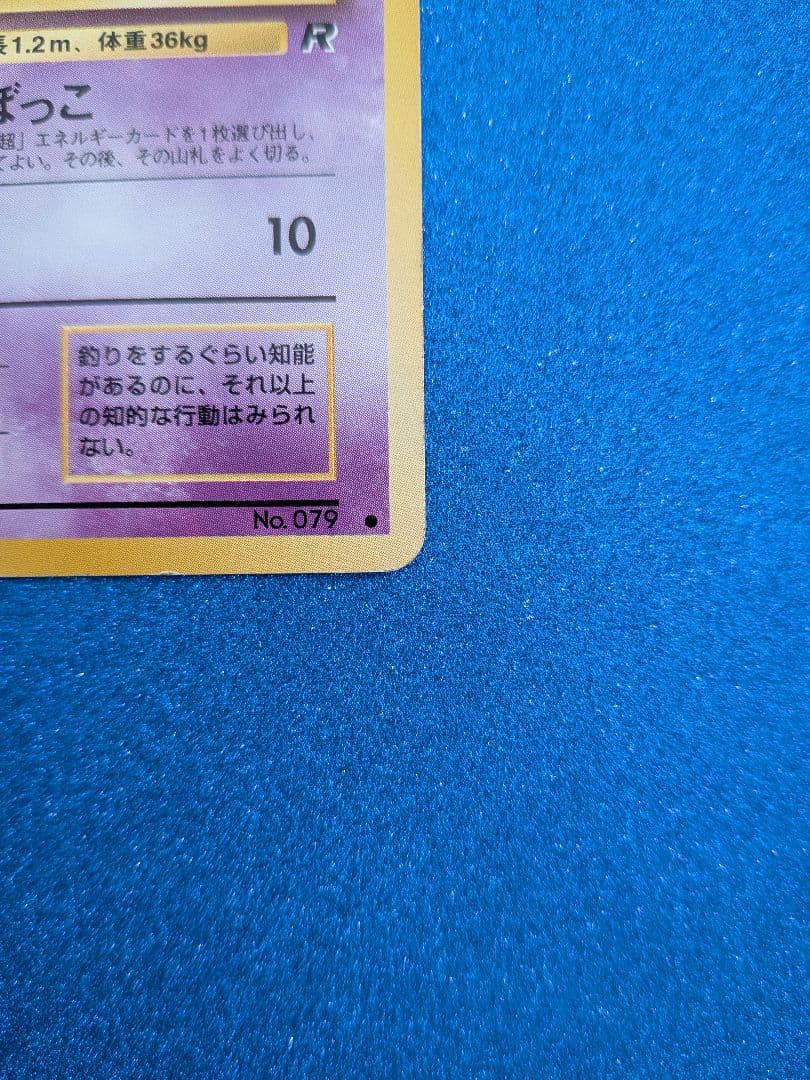 長1.2m、体重36kg
R
ぼっこ
超」エネルギーカードを1枚選び出し、
てよい。その後、その山札をよく切る。
10
釣りをするぐらい知能
があるのに、それ以上
の知的な行動はみられ
ない。
No. 079 ●